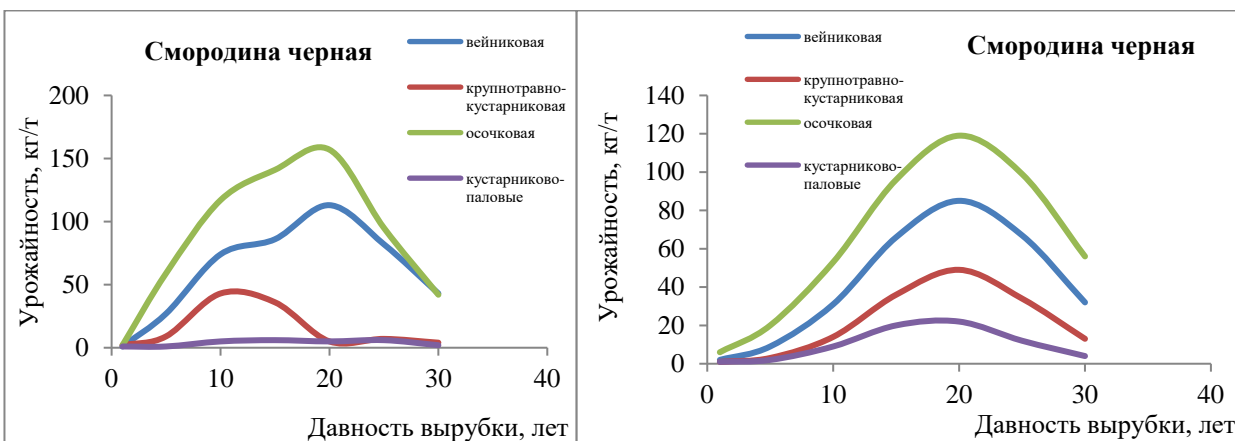 Смородина черная
вейниковая
крупнотравно-
кустарниковая
осочковая
кустарниково-
паловые
Урожайность, кг/т
200
150
100
50
0
0 10 20 30 40
Давность вырубки, лет
вейниковая
Смородина черная
крупнотравно-
кустарниковая
осочковая
кустарниково-
паловые
Урожайность, кг/т
140
120
100
80
60
40
20
0
0 10 20 30 40
Давность вырубки, лет